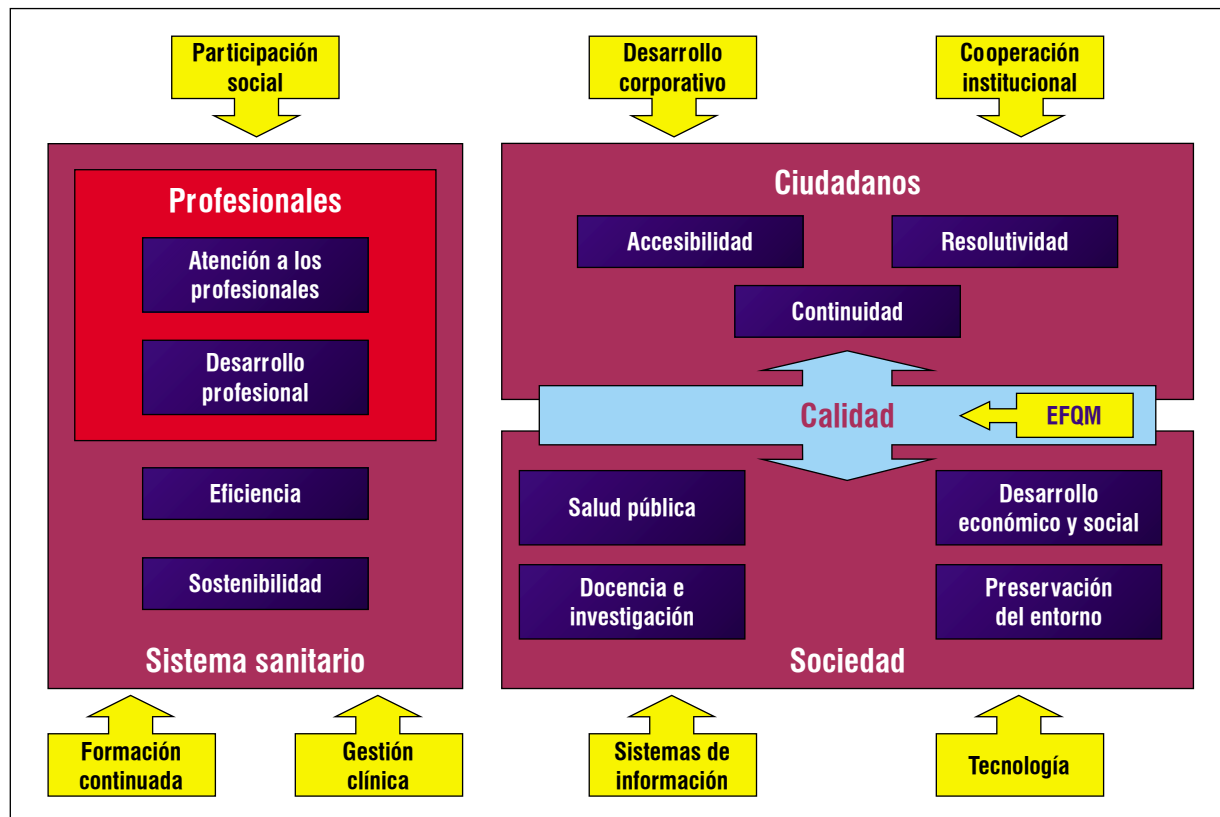 Participación
social
Desarrollo
corporativo
Cooperación
institucional
Profesionales
Atención a los
profesionales
Desarrollo
profesional
Eficiencia
Sostenibilidad
Sistema sanitario
Ciudadanos
Accesibilidad
Resolutividad
Continuidad
Calidad
EFQM
Salud pública
Desarrollo
económico y social
Docencia e
investigación
Preservación
del entorno
Sociedad
Formación
continuada
Gestión
clínica
Sistemas de
información
Tecnología